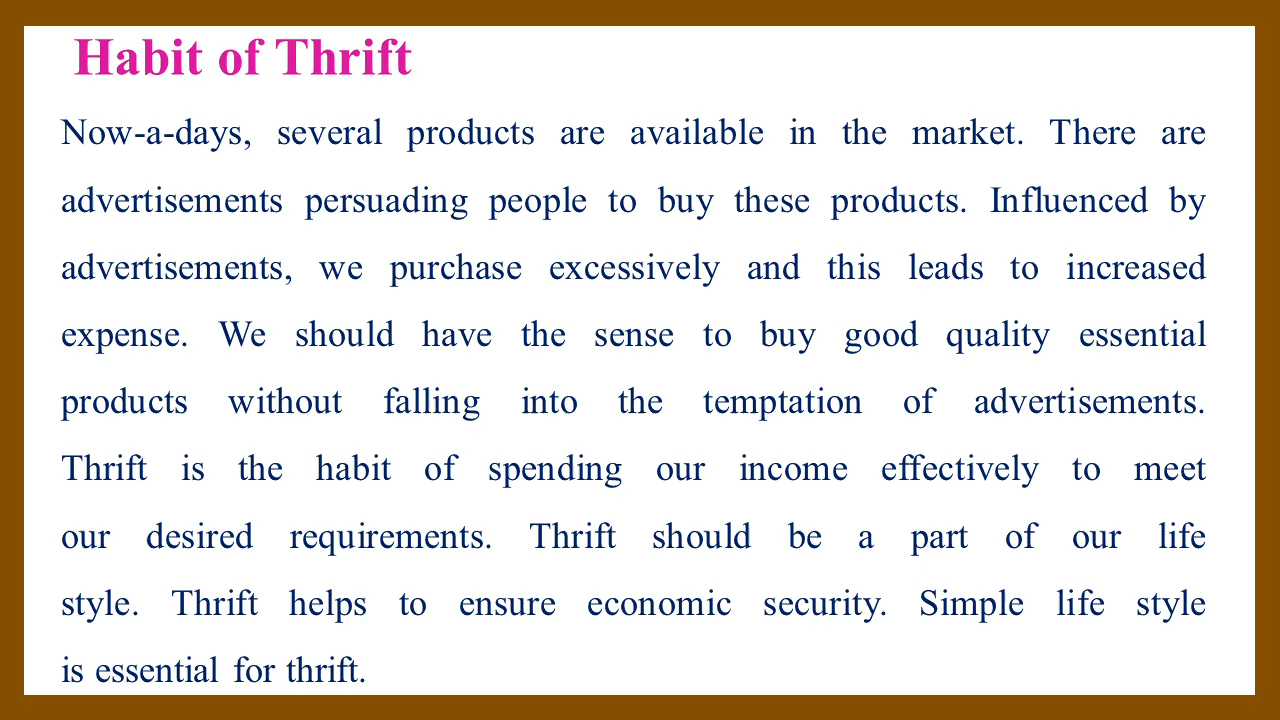 Habit of Thrift
Now-a-days, several products are available in the market. There are
advertisements persuading people to buy these products. Influenced by
advertisements, we purchase excessively and this leads to increased
expense. We should have the sense to buy good quality essential
products without falling into the temptation of advertisements.
Thrift is the habit of spending our income effectively to meet
our desired requirements. Thrift should be a part of our life
style. Thrift helps to ensure economic security. Simple life style
is essential for thrift.